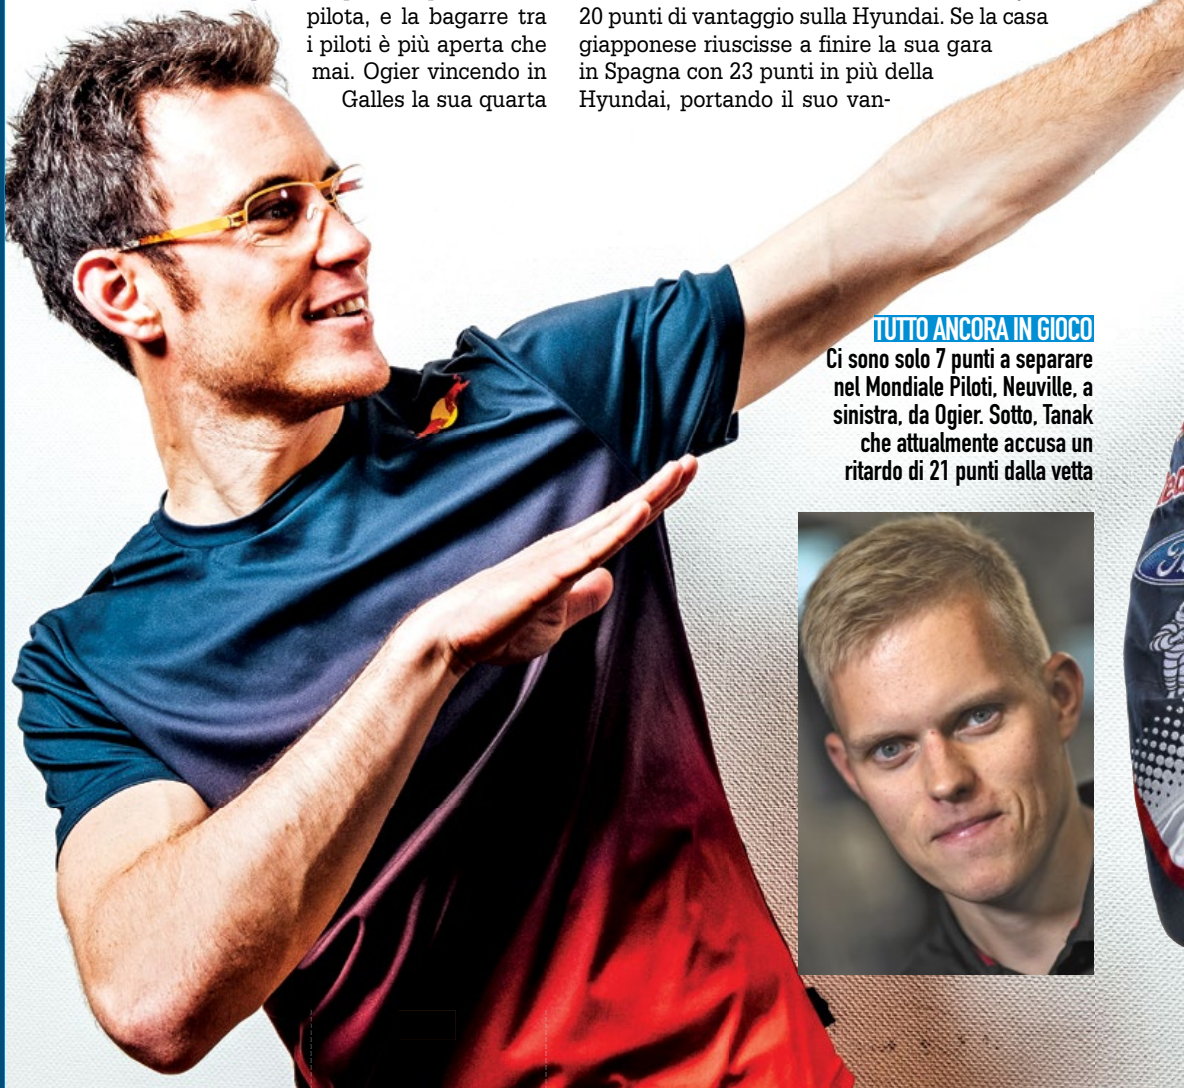 pilota, e la bagarre tra
i piloti è più aperta che
mai. Ogier vincendo in
Galles la sua quarta
20 punti di vantaggio sulla Hyundai. Se la casa
giapponese riuscisse a finire la sua gara
in Spagna con 23 punti in più della
Hyundai, portando il suo van-
TUTTO ANCORA IN GIOCO
Ci sono solo 7 punti a separare
nel Mondiale Piloti, Neuville, a
sinistra, da Ogier. Sotto, Tanak
che attualmente accusa un
ritardo di 21 punti dalla vetta